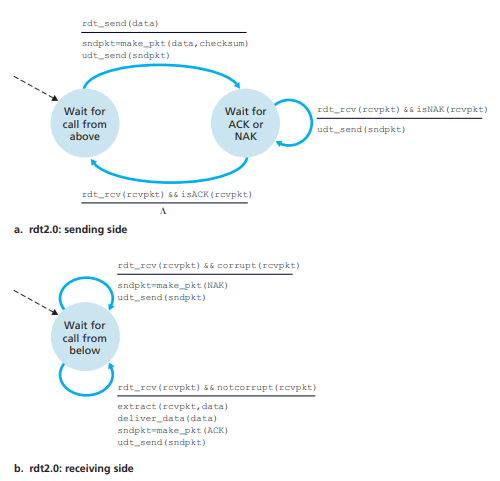 rdt_send(data)
sndpkt=make_pkt(data,checksum)
udt_send(sndpkt)
Wait for
call from
above
Wait for
ACK or
NAK
rdt_rcv(rcvpkt) && isNAK(rcvpkt)
udt_send(sndpkt)
rdt_rcv(rcvpkt) && isACK(rcvpkt)
Λ
a. rdt2.0: sending side
rdt_rcv(rcvpkt) && corrupt(rcvpkt)
sndpkt=make_pkt(NAK)
udt_send(sndpkt)
Wait for
call from
below
rdt_rcv(rcvpkt) && notcorrupt(rcvpkt)
extract(rcvpkt,data)
deliver_data(data)
sndpkt=make_pkt(ACK)
udt_send(sndpkt)
b. rdt2.0: receiving side